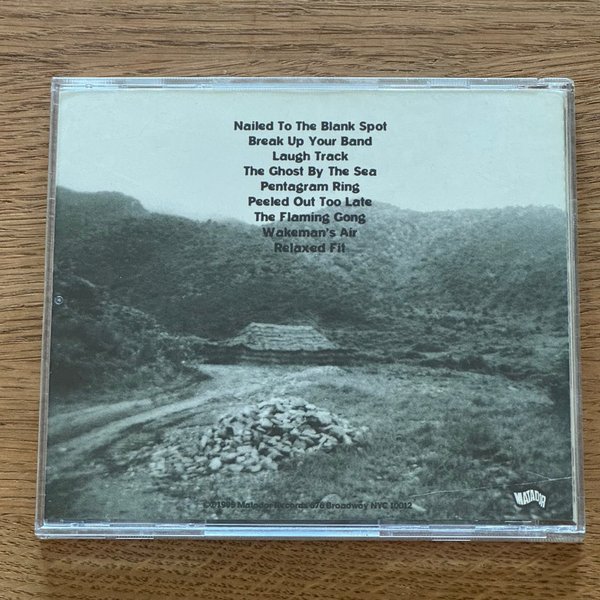 Nailed To The Blank Spot
Break Up Your Band
Laugh Track
The Ghost By The Sea
Pentagram Ring
Peeled Out Too Late
The Flaming Gong
Wakeman's Air
Relaxed Fit
©℗1995 Matador Records 676 Broadway NYC 10012
MATADOR